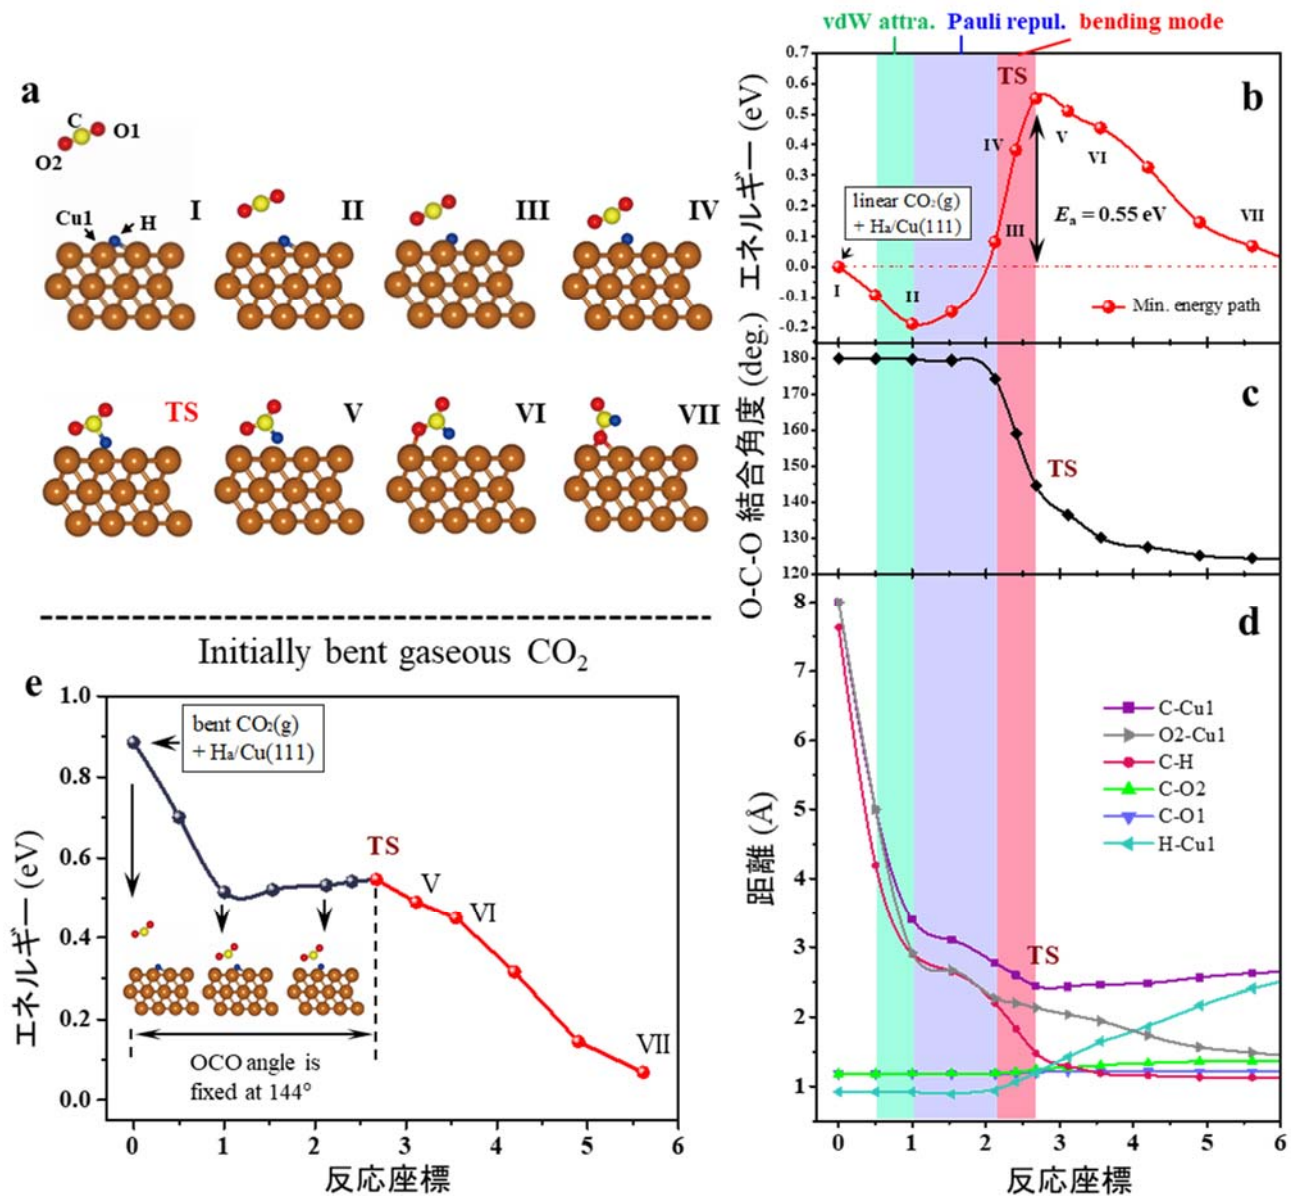 a
C
O1
O2
Cu1
H
I
II
III
IV
TS
V
VI
VII
vdW attra. Pauli repul. bending mode
b
TS
IV
V
VI
VII
III
II
I
linear CO₂(g)
+ Hₐ/Cu(111)
Eₐ = 0.55 eV
Min. energy path
エネルギー (eV)
0.7
0.6
0.5
0.4
0.3
0.2
0.1
0.0
-0.1
-0.2
c
TS
O-C-O 結合角度 (deg.)
180
170
160
150
140
130
120
d
TS
C-Cu1
O2-Cu1
C-H
C-O2
C-O1
H-Cu1
距離 (Å)
8
7
6
5
4
3
2
1
0 1 2 3 4 5 6
反応座標
Initially bent gaseous CO₂
e
bent CO₂(g)
+ Hₐ/Cu(111)
TS
V
VI
VII
OCO angle is
fixed at 144°
エネルギー (eV)
1.0
0.8
0.6
0.4
0.2
0.0
0 1 2 3 4 5 6
反応座標